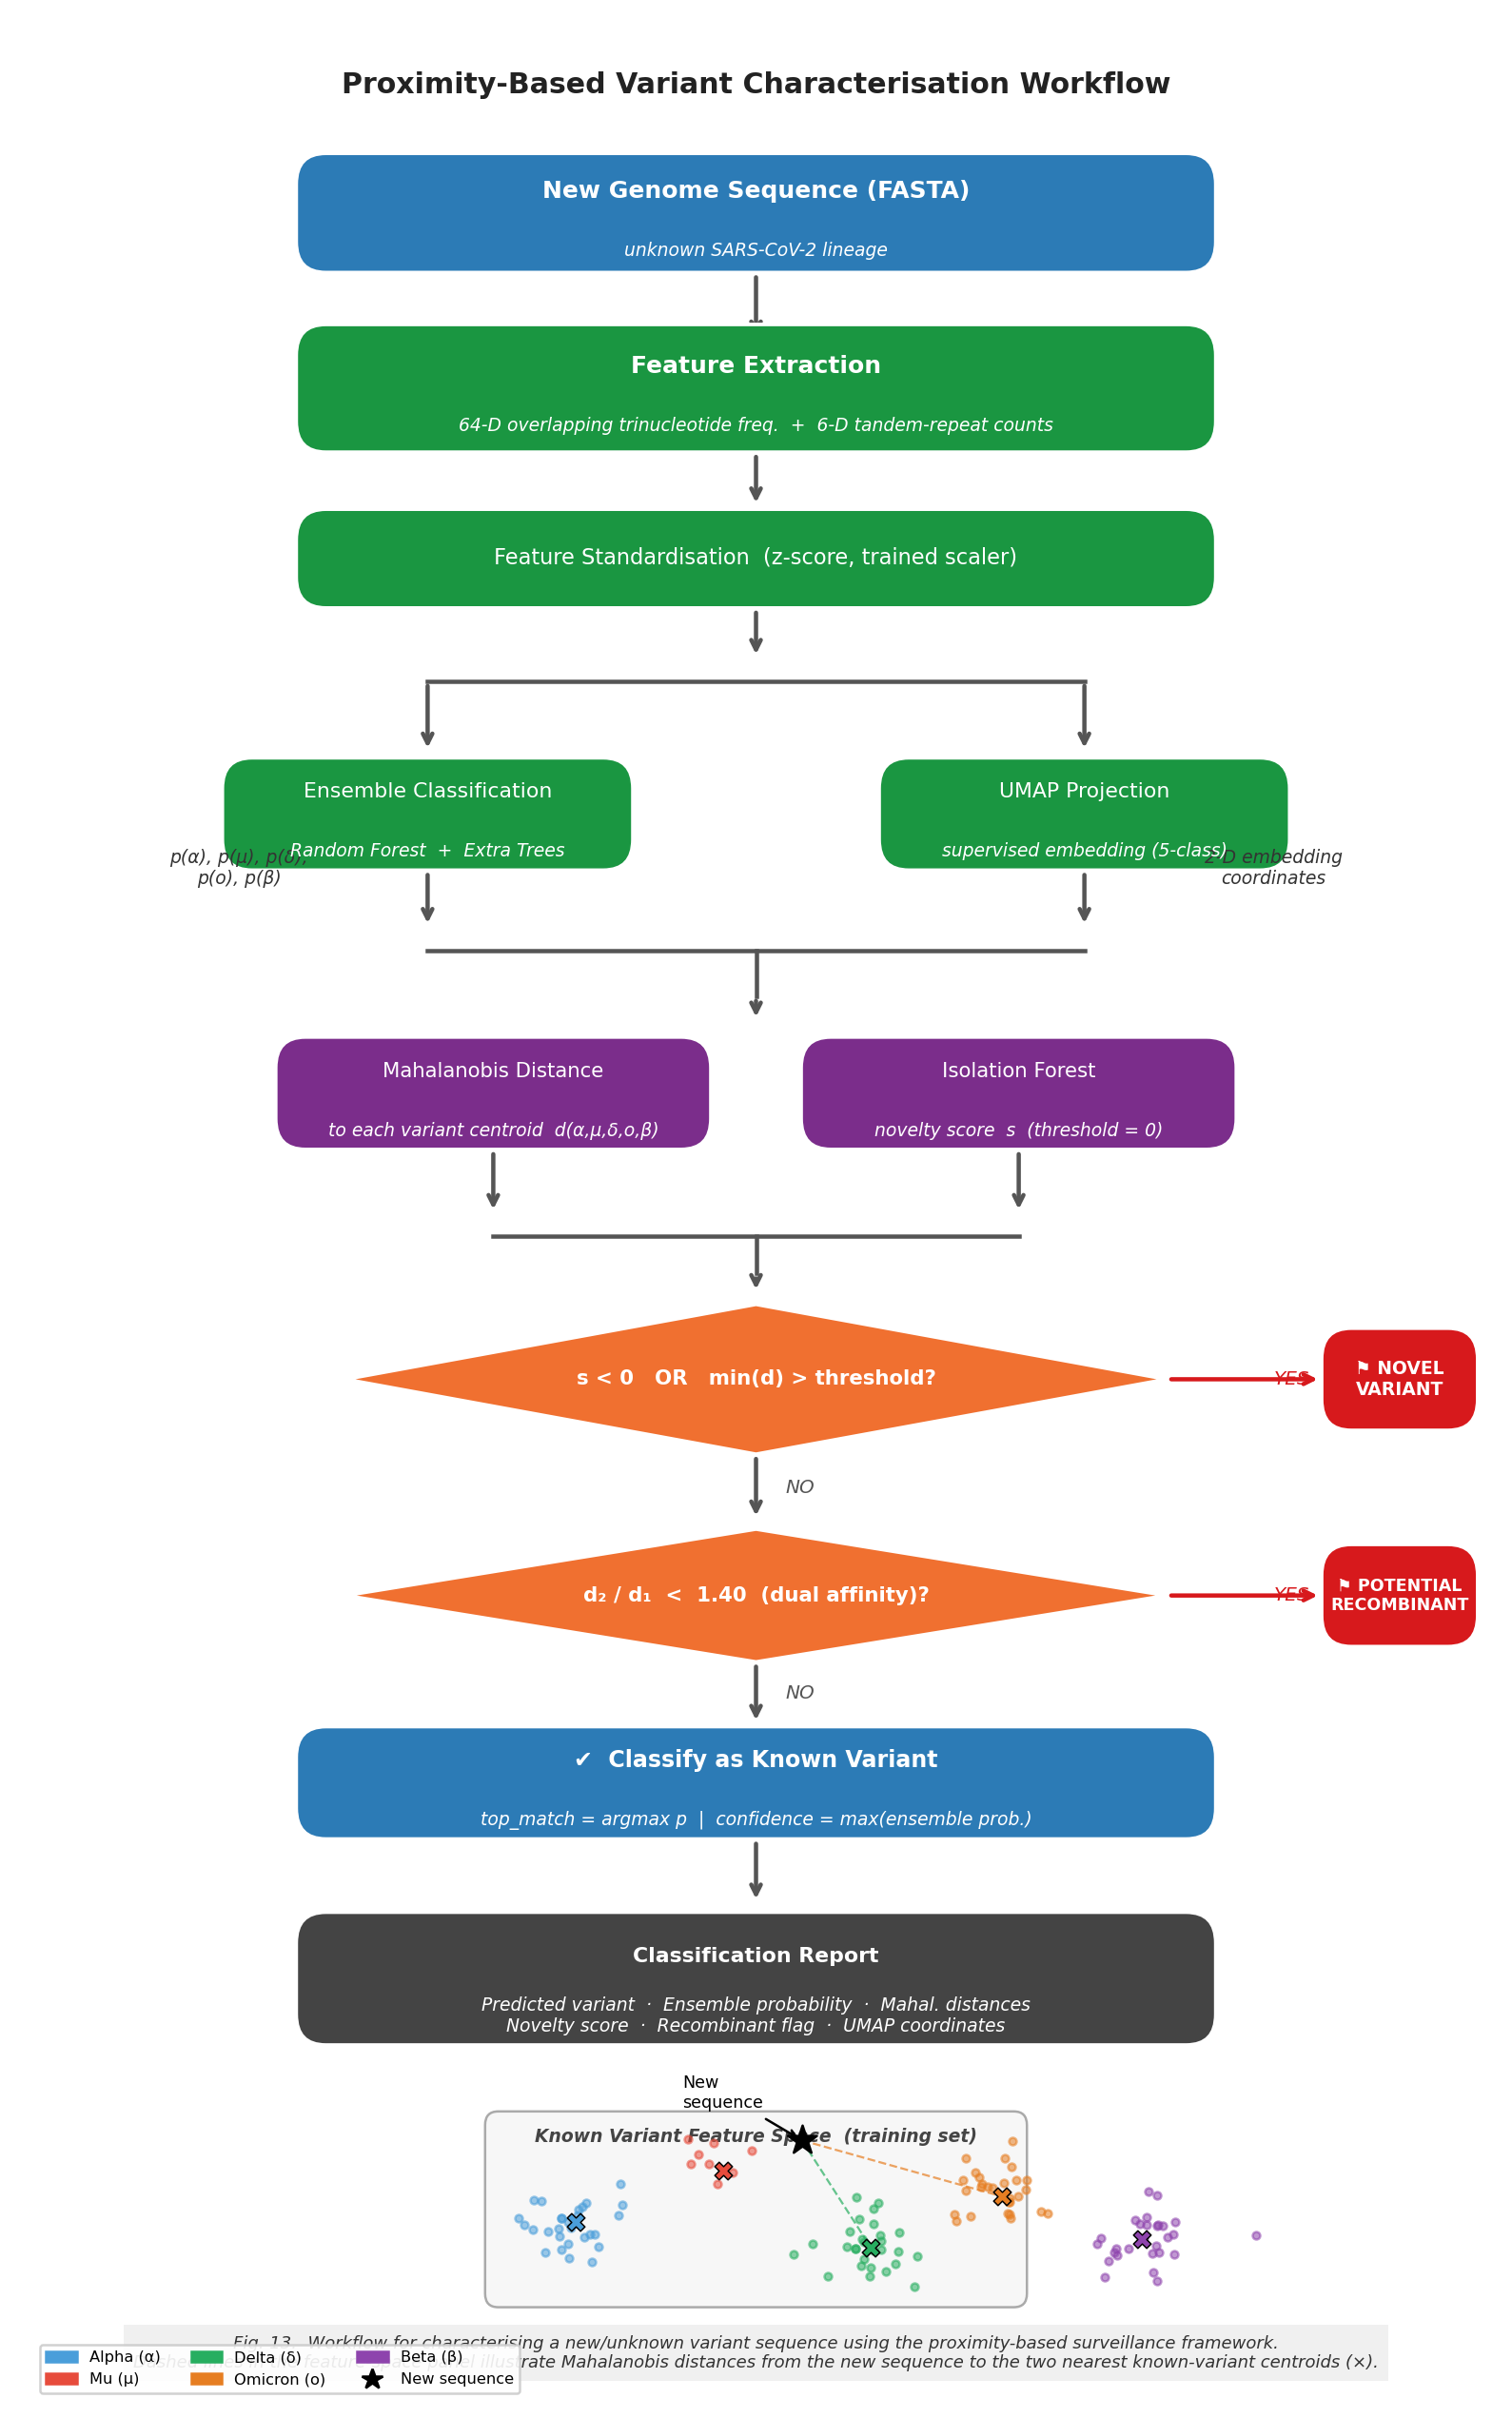 Proximity-Based Variant Characterisation Workflow
New Genome Sequence (FASTA)
unknown SARS-CoV-2 lineage
Feature Extraction
64-D overlapping trinucleotide freq. + 6-D tandem-repeat counts
Feature Standardisation (z-score, trained scaler)
Ensemble Classification
Random Forest + Extra Trees
p(α), p(μ), p(δ),
p(o), p(β)
UMAP Projection
supervised embedding (5-class)
2-D embedding
coordinates
Mahalanobis Distance
to each variant centroid d(α,μ,δ,o,β)
Isolation Forest
novelty score s (threshold = 0)
s < 0 OR min(d) > threshold?
YES
⚑ NOVEL
VARIANT
NO
d₂ / d₁ < 1.40 (dual affinity)?
YES
⚑ POTENTIAL
RECOMBINANT
NO
✔ Classify as Known Variant
top_match = argmax p | confidence = max(ensemble prob.)
Classification Report
Predicted variant · Ensemble probability · Mahal. distances
Novelty score · Recombinant flag · UMAP coordinates
New
sequence
Known Variant Feature Space (training set)
Fig. 13. Workflow for characterising a new/unknown variant sequence using the proximity-based surveillance framework.
illustrate Mahalanobis distances from the new sequence to the two nearest known-variant centroids (×).
Alpha (α)
Mu (μ)
Delta (δ)
Omicron (o)
Beta (β)
New sequence